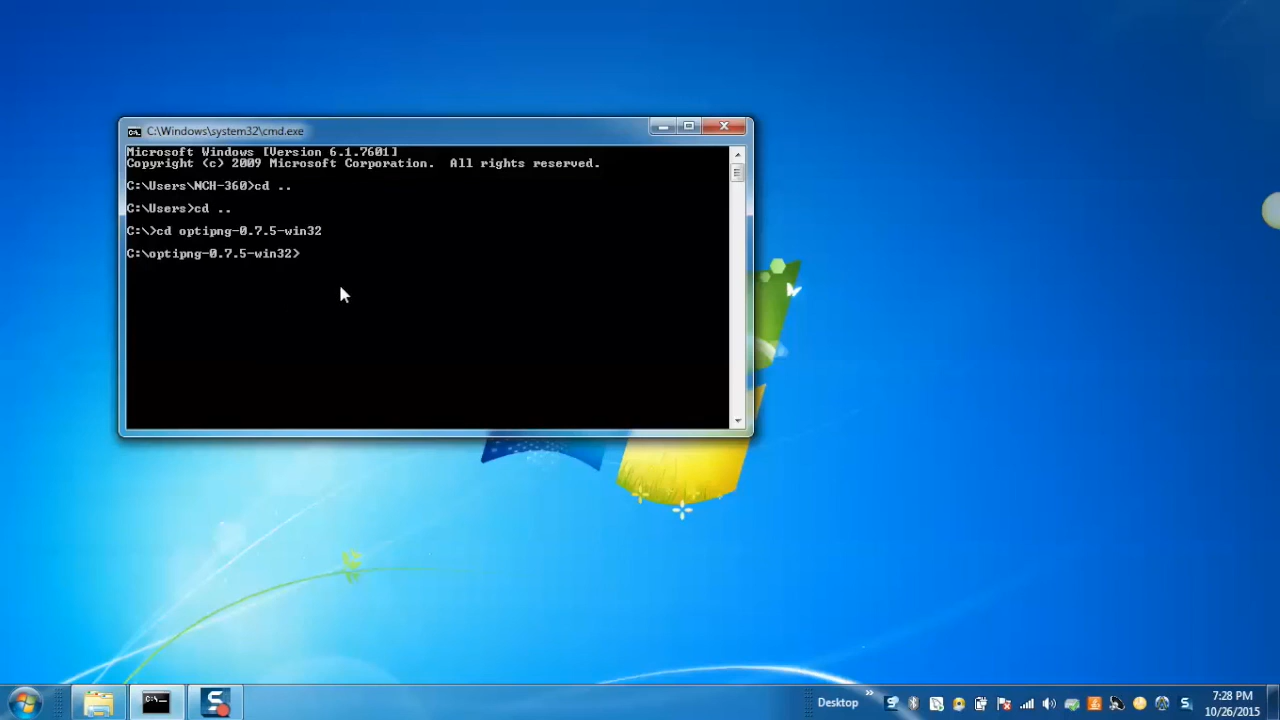 C:\Windows\system32\cmd.exe
Microsoft Windows [Version 6.1.7601]
Copyright (c) 2009 Microsoft Corporation.  All rights reserved.
C:\Users\NCH-360>cd ..
C:\Users>cd ..
C:\>cd optipng-0.7.5-win32
C:\optipng-0.7.5-win32>
Desktop
7:28 PM
10/26/2015